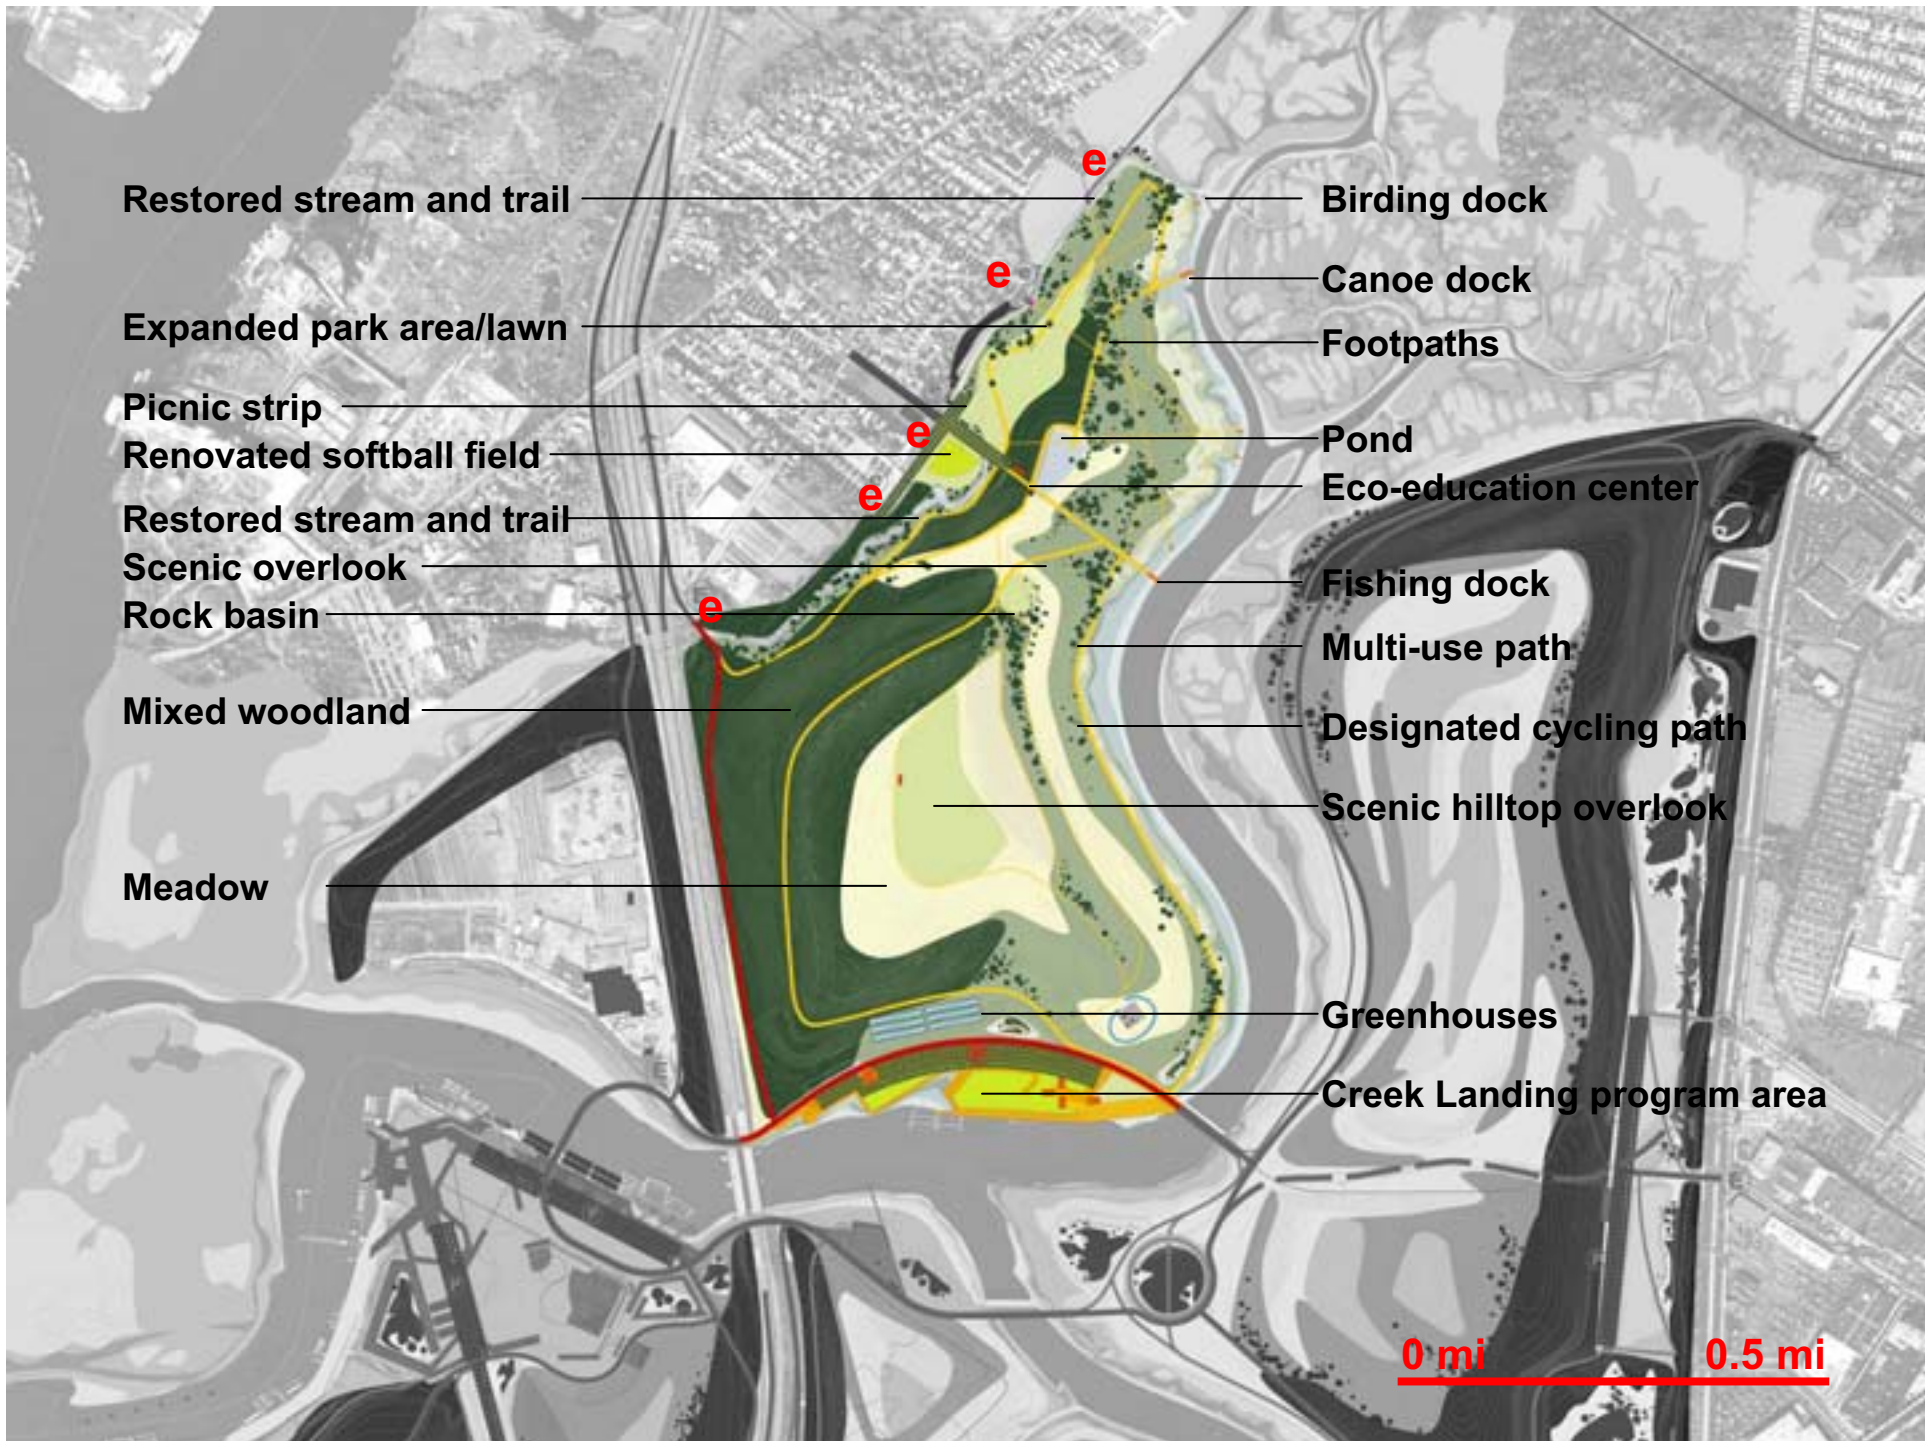 e
Restored stream and trail
Birding dock
e
Canoe dock
Expanded park area/lawn
Footpaths
Picnic strip
e
Pond
Renovated softball field
Eco-education center
e
Restored stream and trail
Scenic overlook
Fishing dock
e
Rock basin
Multi-use path
Mixed woodland
Designated cycling path
Scenic hilltop overlook
Meadow
Greenhouses
E
Creek Landing program area
E
0 mi
0.5 mi